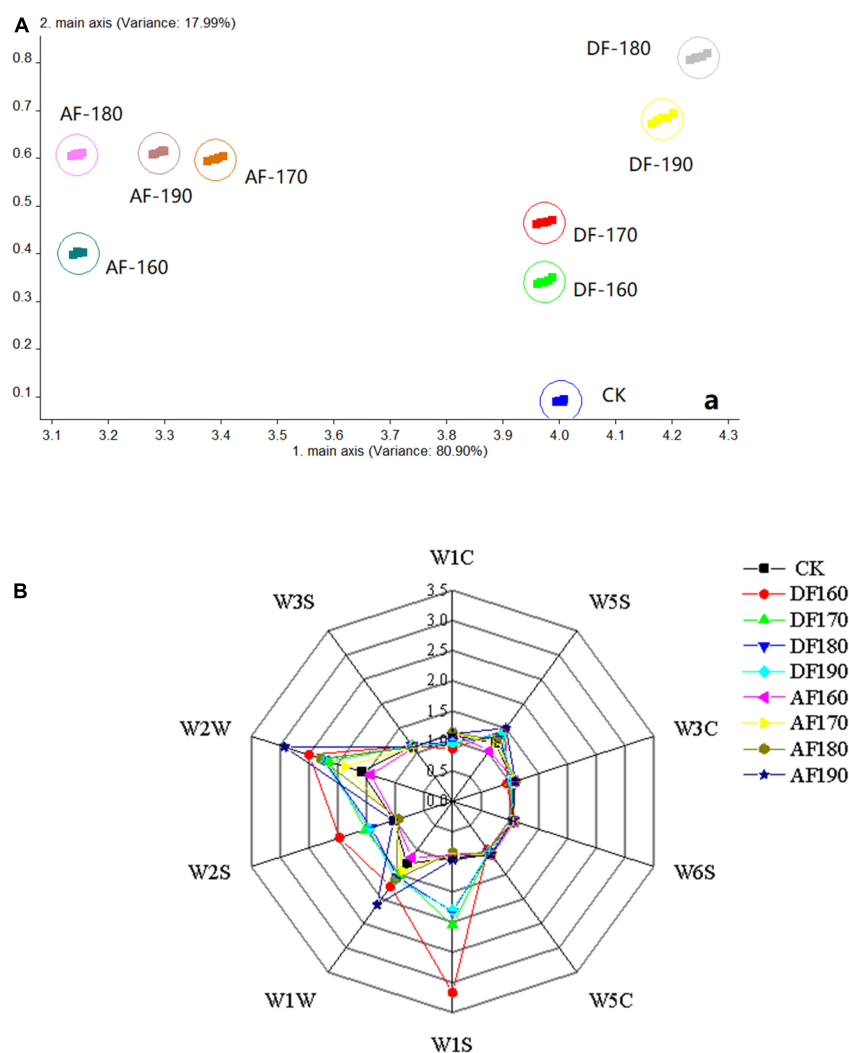 A
2. main axis (Variance: 17.99%)
DF-180
0.8
AF-180
0.7
DF-190
0.6
AF-190
AF-170
0.5
DF-170
0.4
AF-160
DF-160
0.3
0.2
CK
0.1
a
3.1 3.2 3.3 3.4 3.5 3.6 3.7 3.8 3.9 4.0 4.1 4.2 4.3
1. main axis (Variance: 80.90%)
B
W1C
W3S
W5S
W2W
W3C
W2S
W6S
W1W
W5C
W1S
3.5
3.0
2.5
2.0
1.5
1.0
0.5
0.0
CK
DF160
DF170
DF180
DF190
AF160
AF170
AF180
AF190